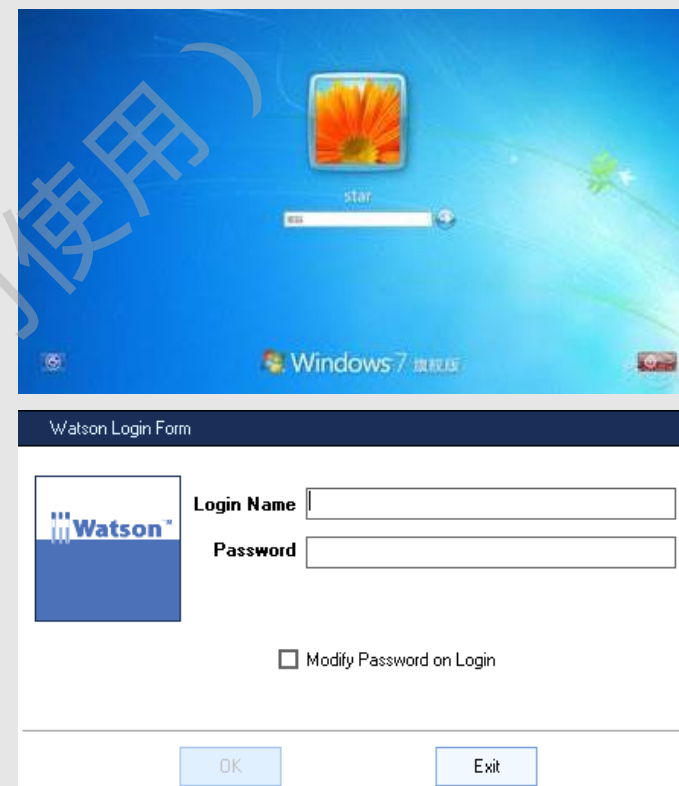 使用）
star
Windows 7 旗舰版
Watson Login Form
Watson™
Login Name
Password
Modify Password on Login
OK
Exit